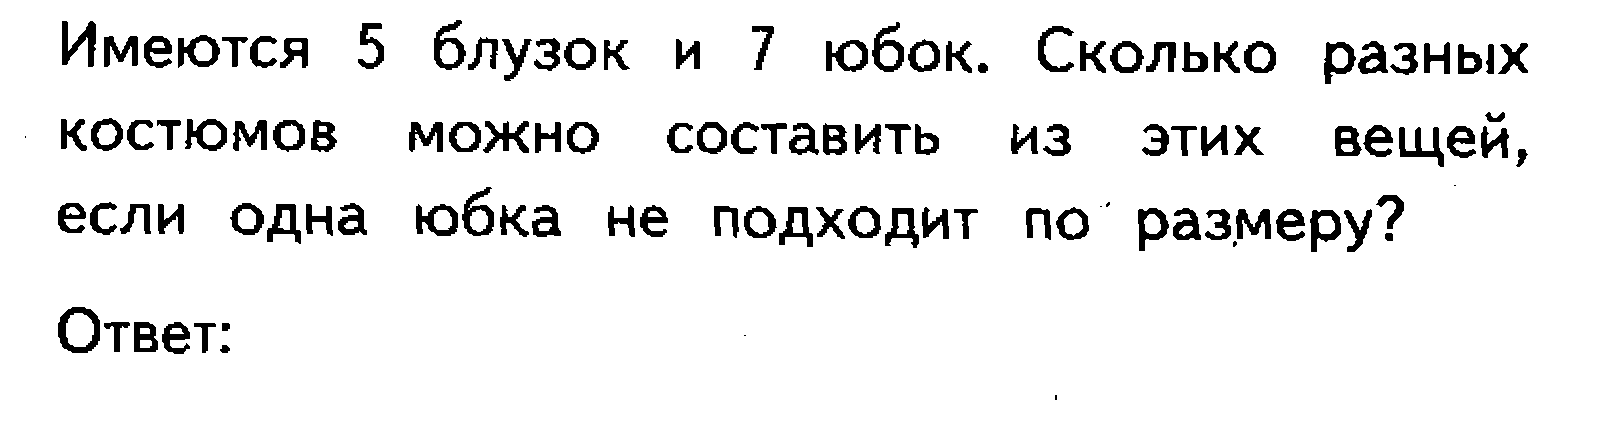 Имеются 5 блузок и 7 юбок. Сколько разных
костюмов можно составить из этих вещей,
если одна юбка не подходит по размеру?
Ответ: